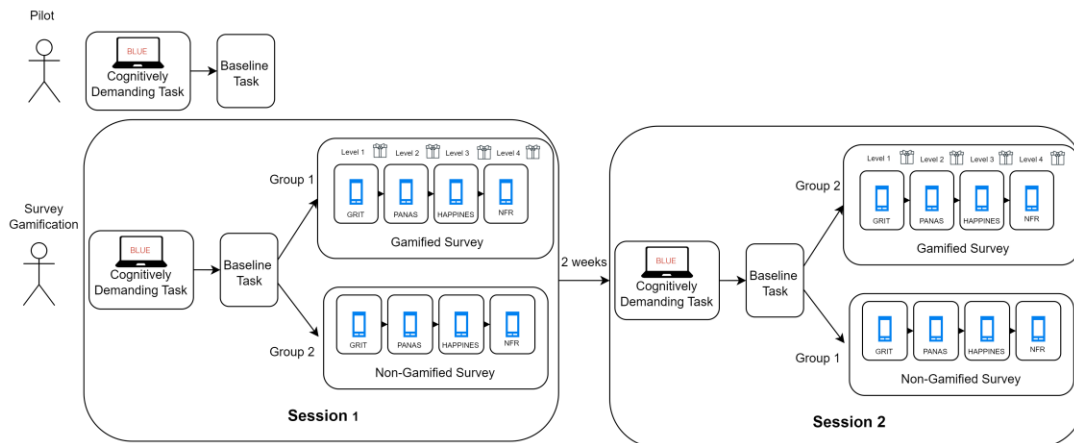 Pilot
BLUE
Cognitively
Demanding Task
Baseline
Task
Survey
Gamification
BLUE
Cognitively
Demanding Task
Baseline
Task
Group 1
Level 1
Level 2
Level 3
Level 4
GRIT
PANAS
HAPPINES
NFR
Gamified Survey
Group 2
GRIT
PANAS
HAPPINES
NFR
Non-Gamified Survey
Session 1
2 weeks
BLUE
Cognitively
Demanding Task
Baseline
Task
Group 2
Level 1
Level 2
Level 3
Level 4
GRIT
PANAS
HAPPINES
NFR
Gamified Survey
Group 1
GRIT
PANAS
HAPPINES
NFR
Non-Gamified Survey
Session 2